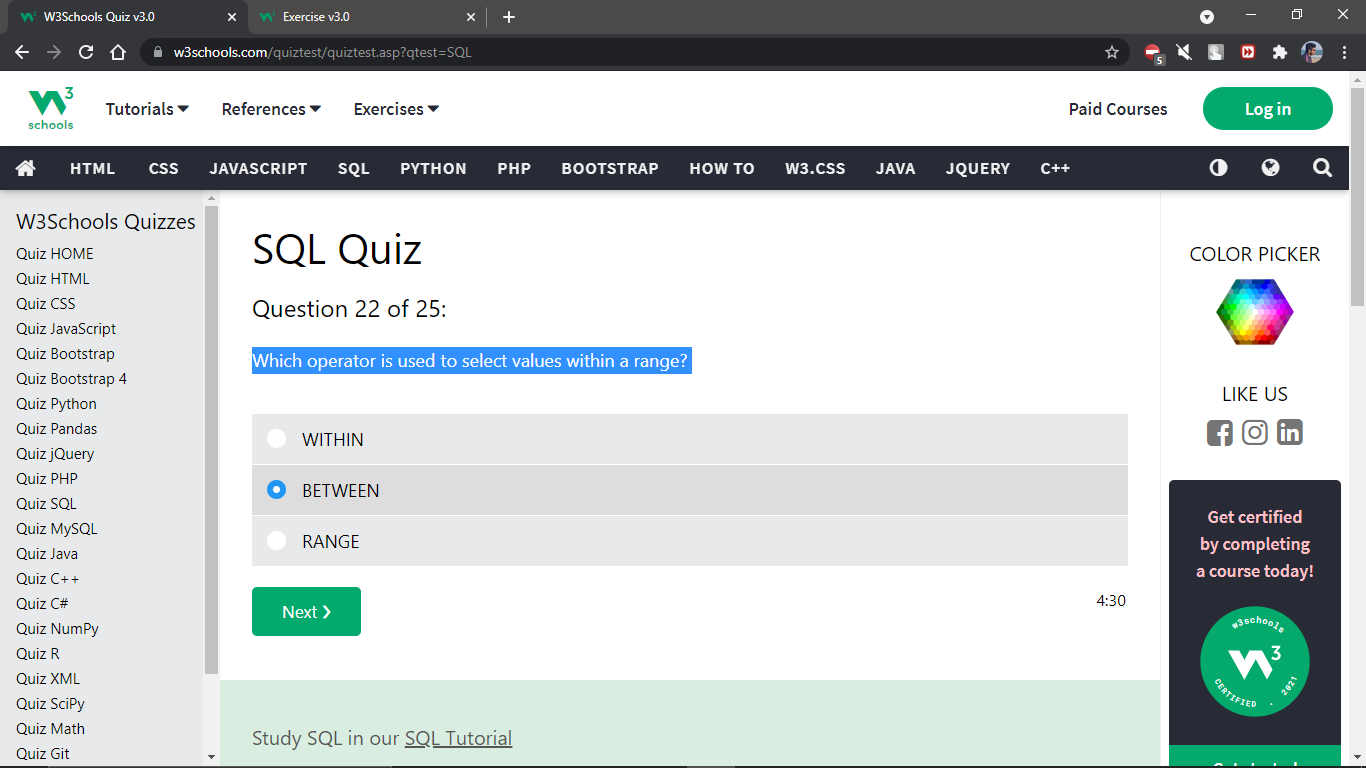 W3Schools Quiz v3.0
Exercise v3.0
w3schools.com/quiztest/quiztest.asp?qtest=SQL
5
3
schools
Tutorials
References
Exercises
Paid Courses
Log in
HTML CSS JAVASCRIPT SQL PYTHON PHP BOOTSTRAP HOW TO W3.CSS JAVA JQUERY C++
W3Schools Quizzes
Quiz HOME
Quiz HTML
Quiz CSS
Quiz JavaScript
Quiz Bootstrap
Quiz Bootstrap 4
Quiz Python
Quiz Pandas
Quiz jQuery
Quiz PHP
Quiz SQL
Quiz MySQL
Quiz Java
Quiz C++
Quiz C#
Quiz NumPy
Quiz R
Quiz XML
Quiz SciPy
Quiz Math
Quiz Git
SQL Quiz
Question 22 of 25:
Which operator is used to select values within a range?
WITHIN
BETWEEN
RANGE
Next ❯
4:30
Study SQL in our SQL Tutorial
COLOR PICKER
LIKE US
Get certified
by completing
a course today!
w3schools
3
CERTIFIED . 2021